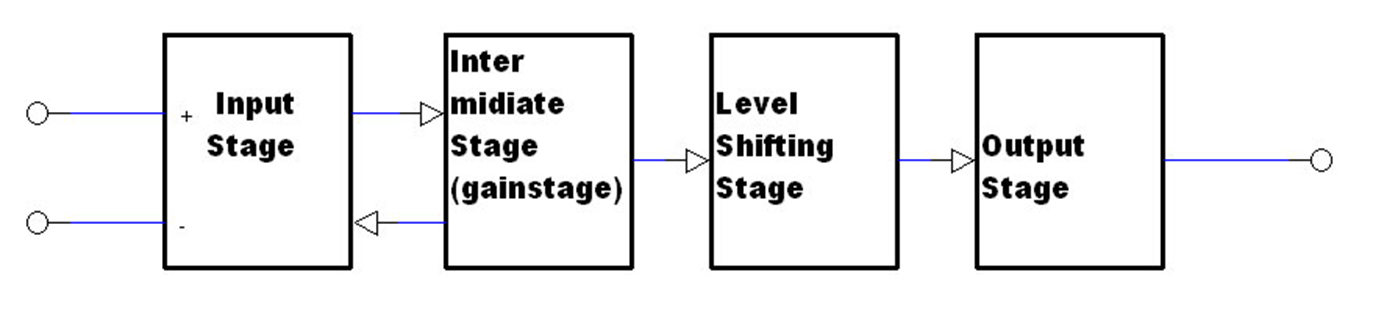 + Input
Stage
-
Inter
midiate
Stage
(gainstage)
Level
Shifting
Stage
Output
Stage